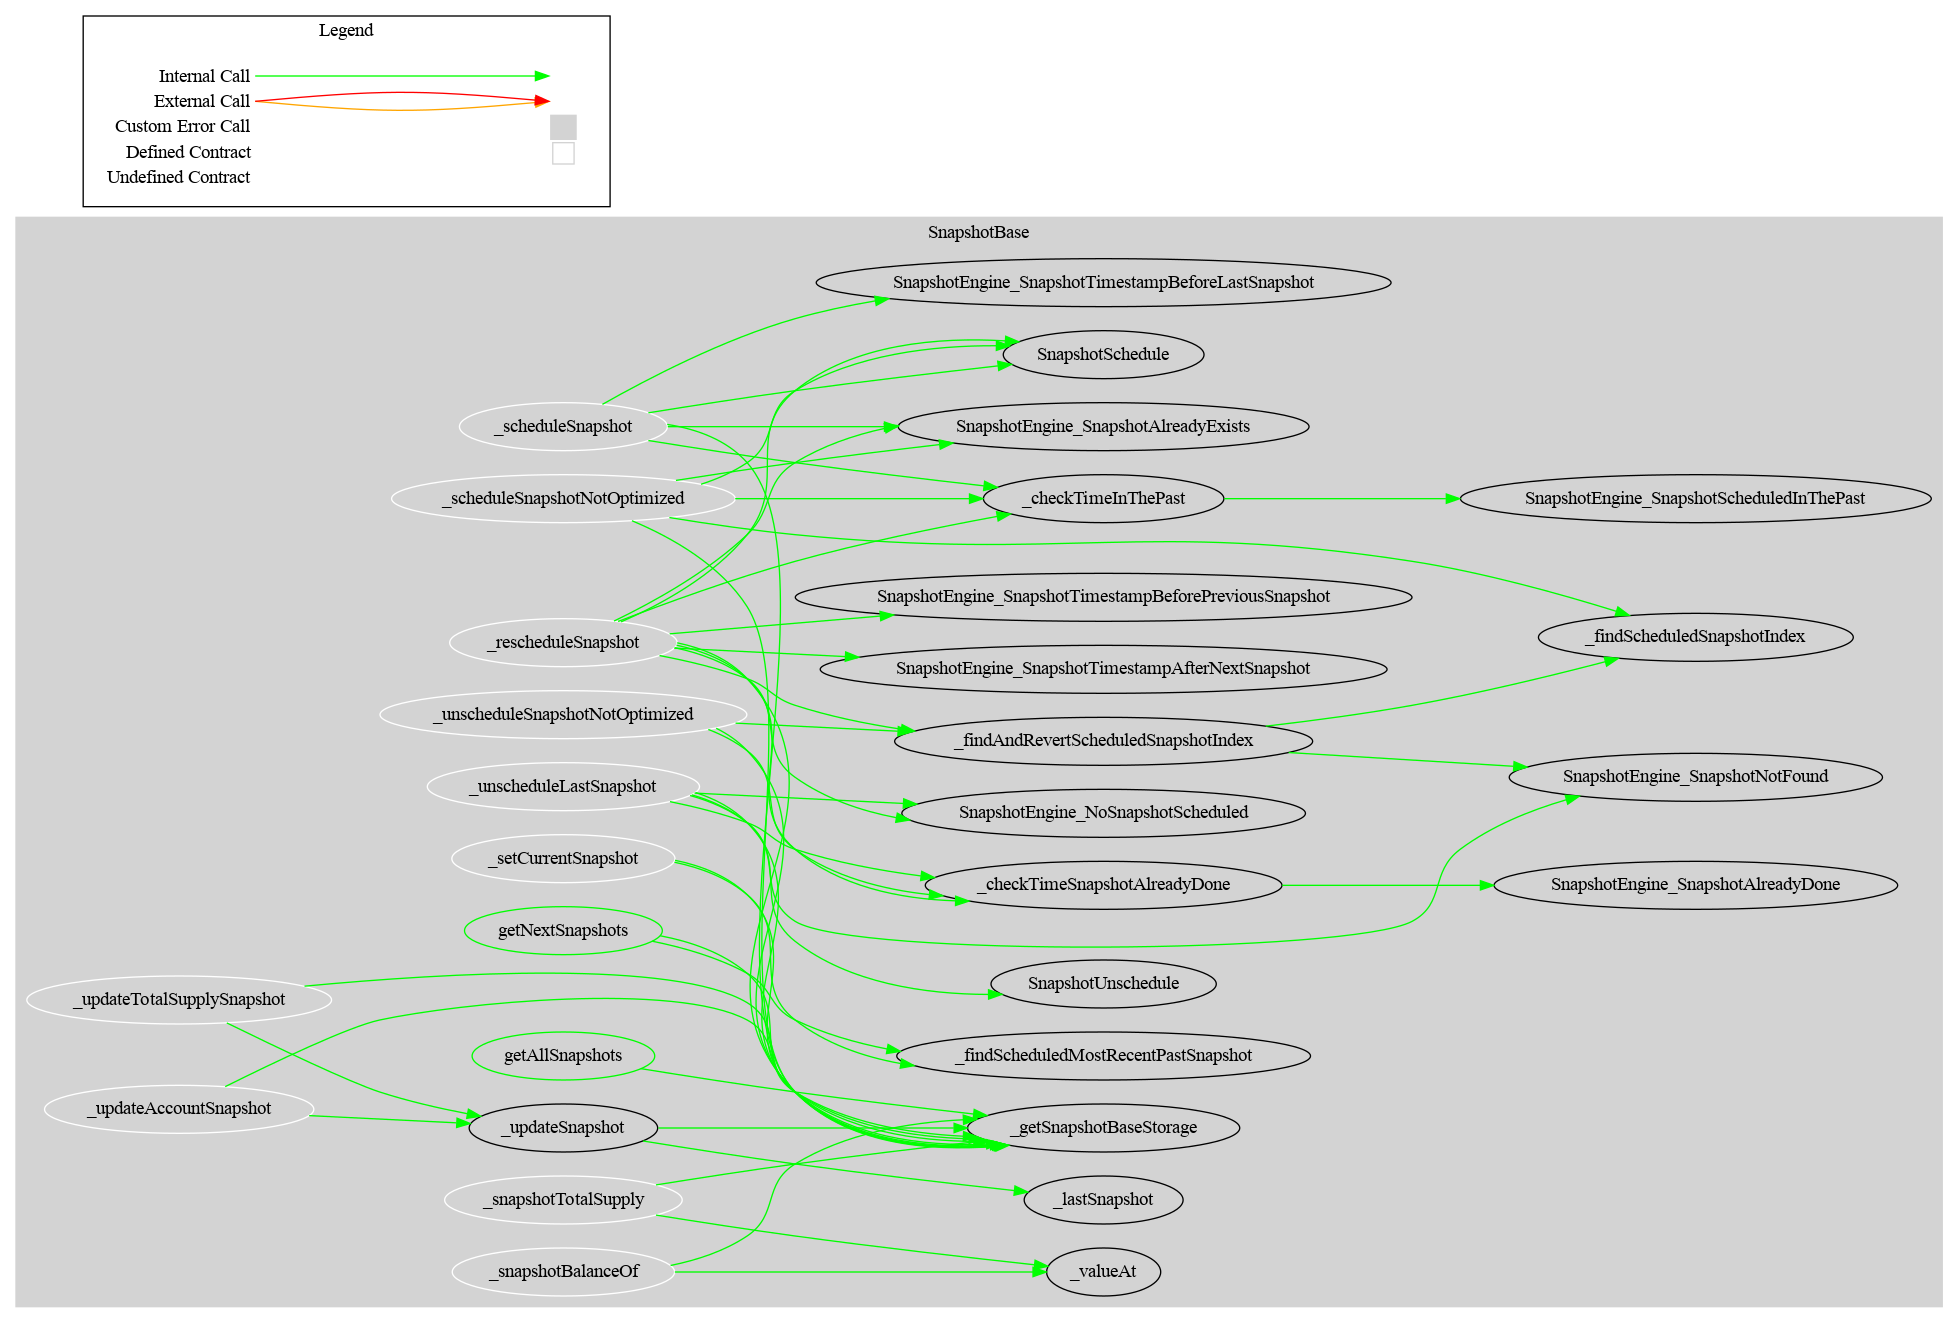 Legend
Internal Call
External Call
Custom Error Call
Defined Contract
Undefined Contract
SnapshotBase
SnapshotEngine_SnapshotTimestampBeforeLastSnapshot
SnapshotSchedule
_scheduleSnapshot
SnapshotEngine_SnapshotAlreadyExists
_scheduleSnapshotNotOptimized
_checkTimeInThePast
SnapshotEngine_SnapshotScheduledInThePast
SnapshotEngine_SnapshotTimestampBeforePreviousSnapshot
_rescheduleSnapshot
_findScheduledSnapshotIndex
SnapshotEngine_SnapshotTimestampAfterNextSnapshot
_unscheduleSnapshotNotOptimized
_findAndRevertScheduledSnapshotIndex
SnapshotEngine_SnapshotNotFound
_unscheduleLastSnapshot
SnapshotEngine_NoSnapshotScheduled
_setCurrentSnapshot
_checkTimeSnapshotAlreadyDone
SnapshotEngine_SnapshotAlreadyDone
getNextSnapshots
SnapshotUnschedule
_updateTotalSupplySnapshot
getAllSnapshots
_findScheduledMostRecentPastSnapshot
_updateAccountSnapshot
_updateSnapshot
_getSnapshotBaseStorage
_snapshotTotalSupply
_lastSnapshot
_snapshotBalanceOf
_valueAt